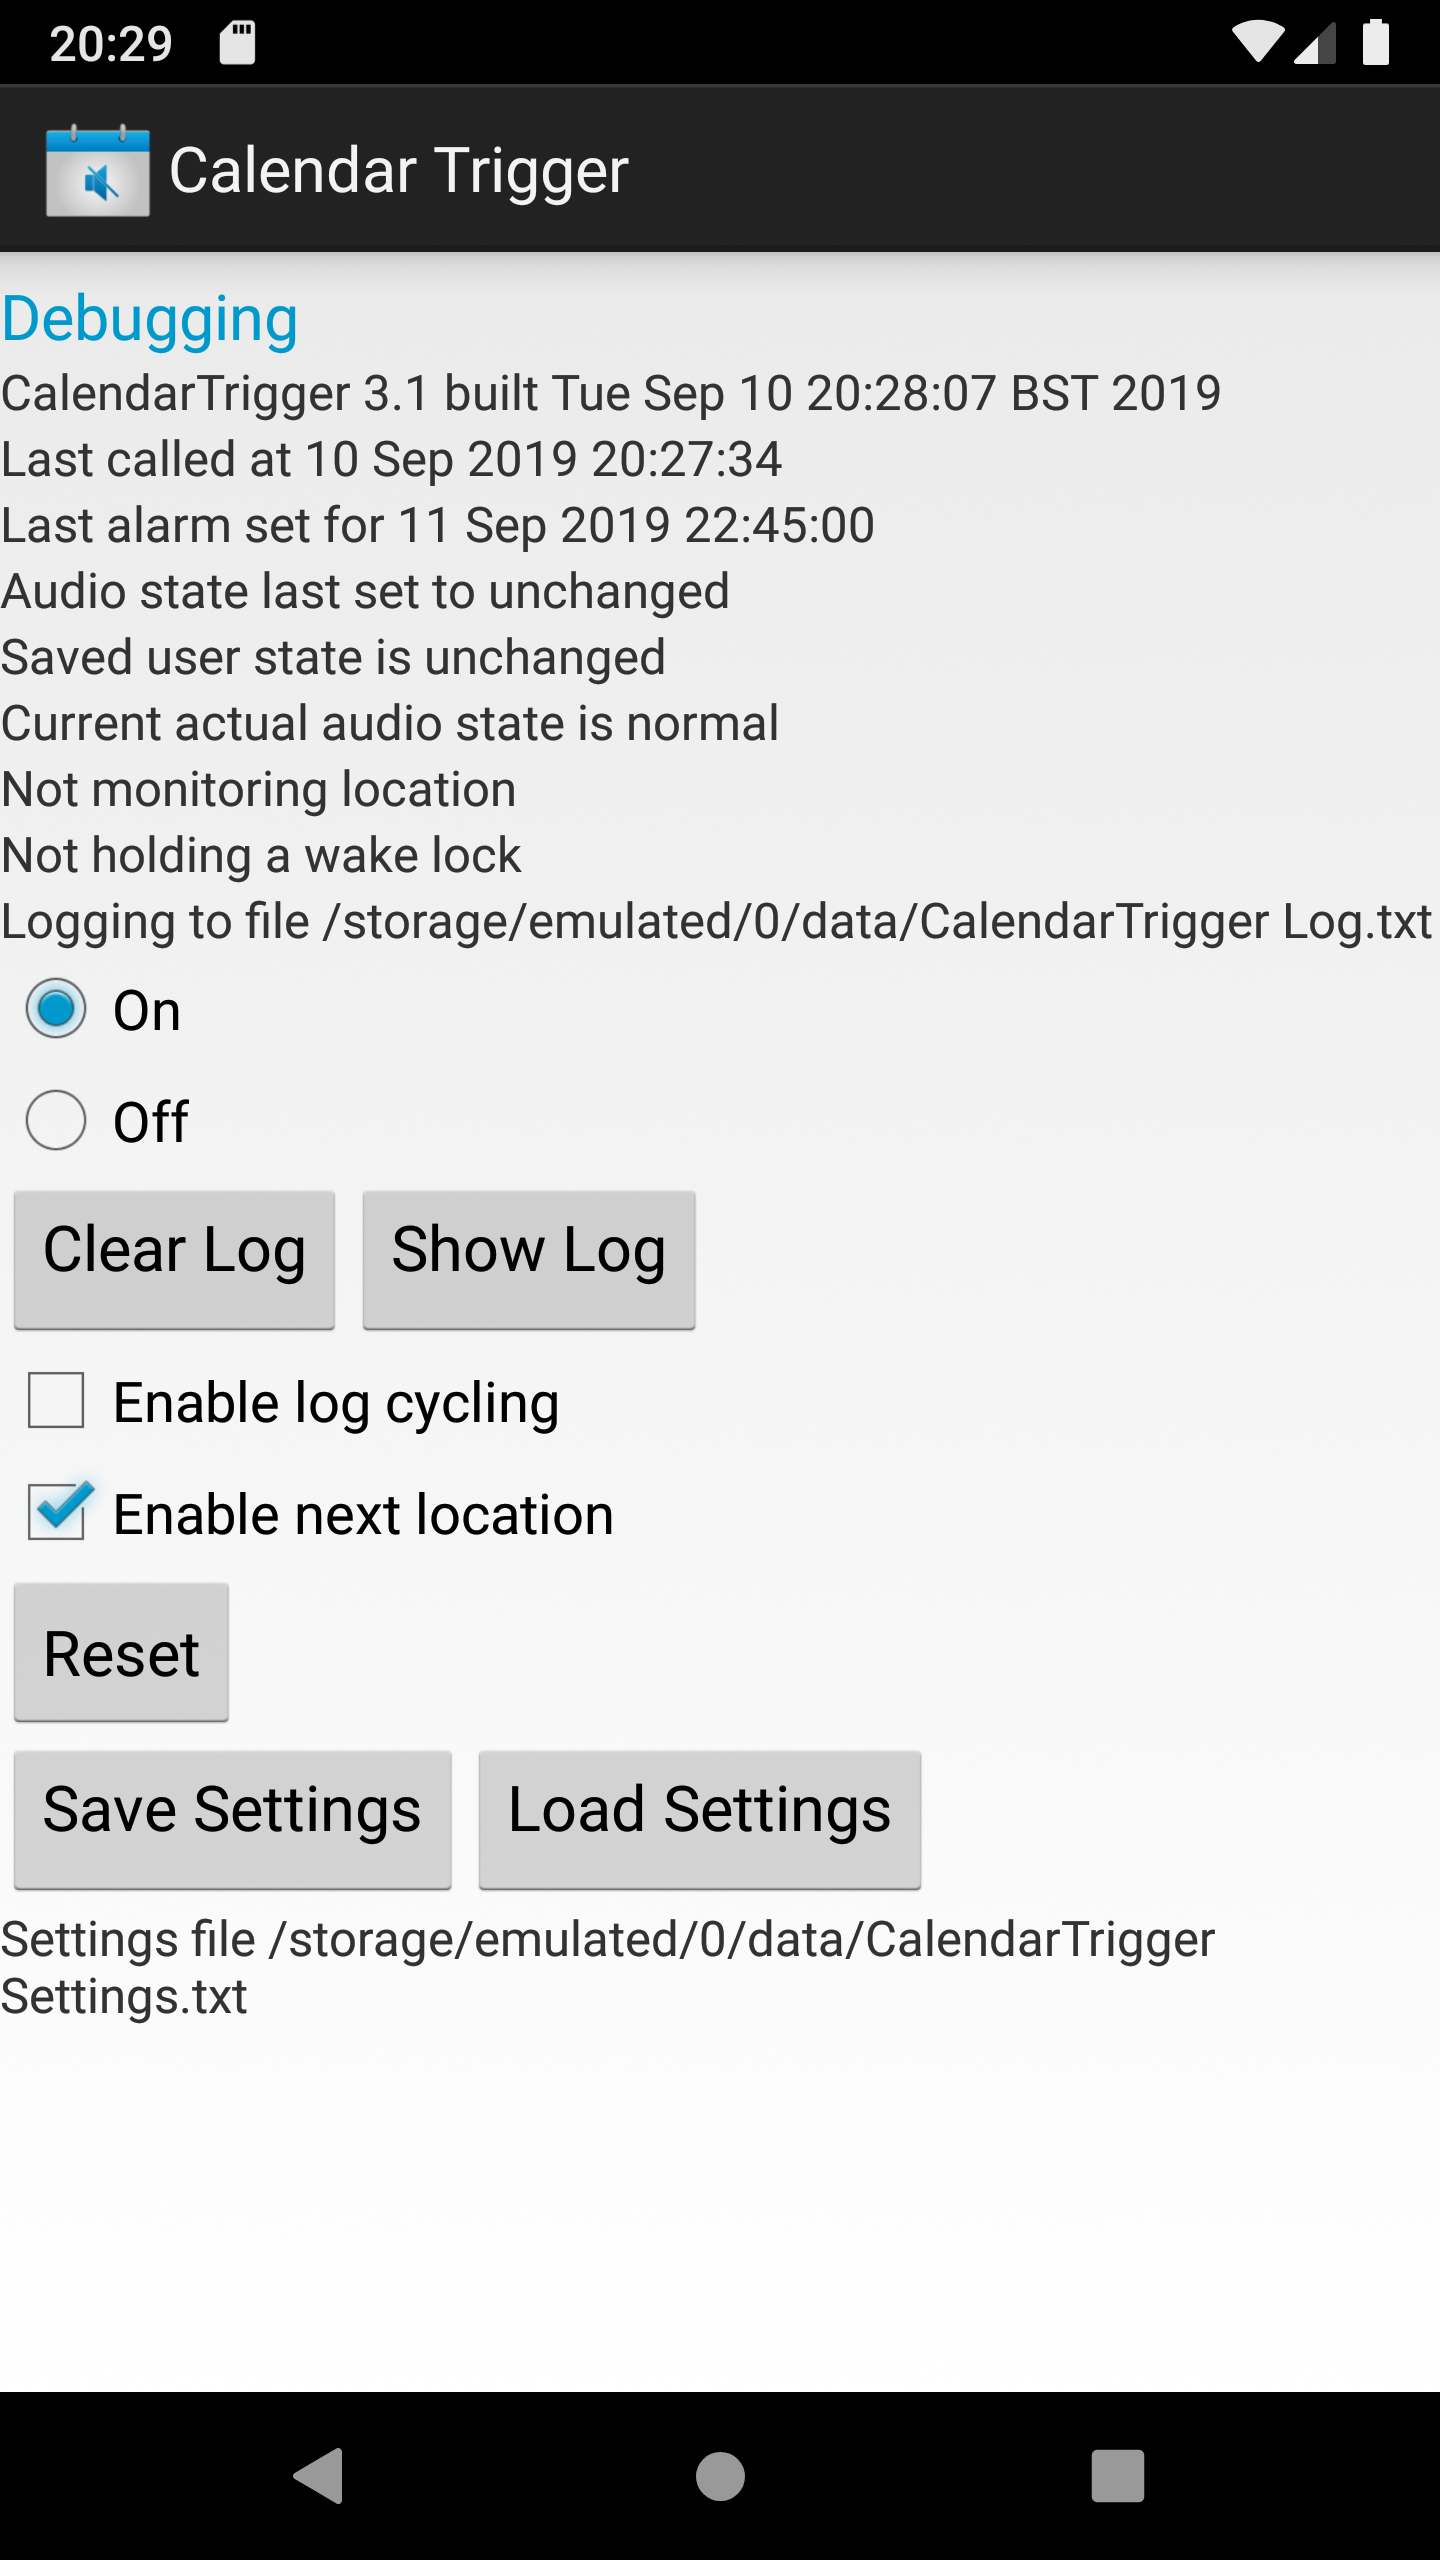 20:29
Calendar Trigger
Debugging
CalendarTrigger 3.1 built Tue Sep 10 20:28:07 BST 2019
Last called at 10 Sep 2019 20:27:34
Last alarm set for 11 Sep 2019 22:45:00
Audio state last set to unchanged
Saved user state is unchanged
Current actual audio state is normal
Not monitoring location
Not holding a wake lock
Logging to file /storage/emulated/0/data/CalendarTrigger Log.txt
On
Off
Clear Log Show Log
Enable log cycling
Enable next location
Reset
Save Settings Load Settings
Settings file /storage/emulated/0/data/CalendarTrigger
Settings.txt